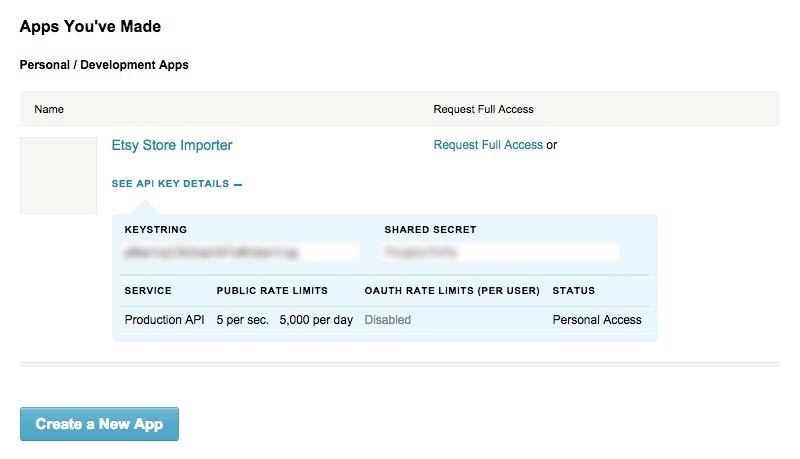 Apps You've Made
Personal / Development Apps
Name Request Full Access
Etsy Store Importer Request Full Access or
SEE API KEY DETAILS –
KEYSTRING SHARED SECRET
SERVICE PUBLIC RATE LIMITS OAUTH RATE LIMITS (PER USER) STATUS
Production API 5 per sec. 5,000 per day Disabled Personal Access
Create a New App